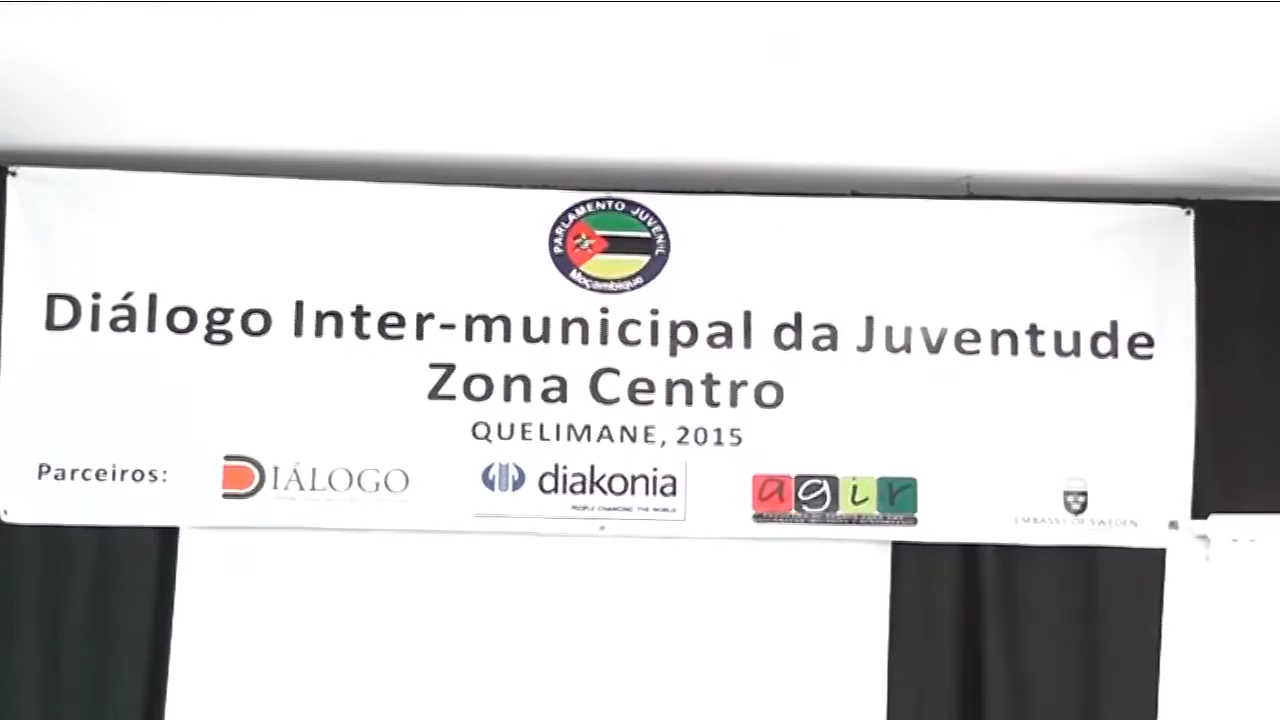 PARLAMENTO JUVENIL
Moçambique
Diálogo Inter-municipal da Juventude
Zona Centro
QUELIMANE, 2015
Parceiros:
DIÁLOGO
diakonia
PEOPLE CHANGING THE WORLD
agir
EMBASSY OF SWEDEN